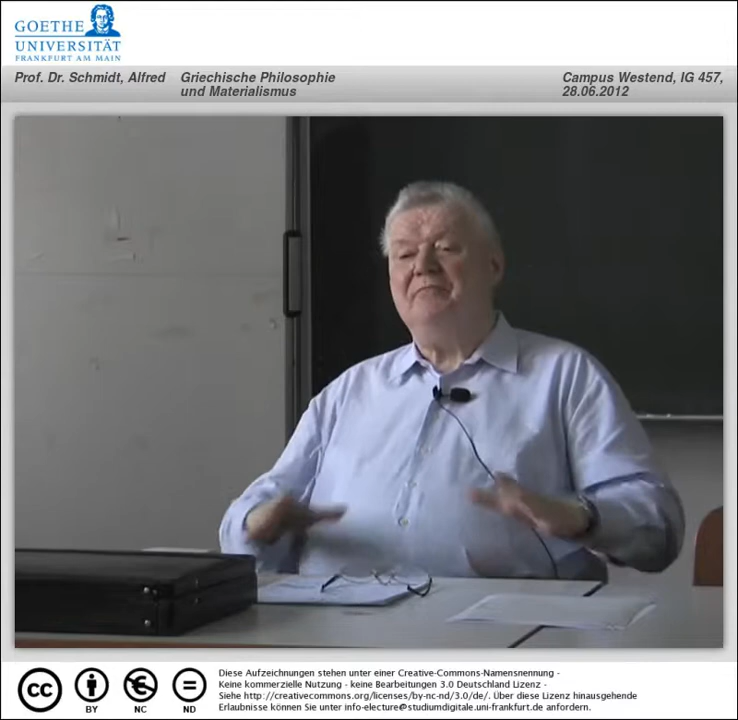 GOETHE
UNIVERSITÄT
FRANKFURT AM MAIN
Prof. Dr. Schmidt, Alfred
Griechische Philosophie
und Materialismus
Campus Westend, IG 457,
28.06.2012
cc
BY
NC
ND
Diese Aufzeichnungen stehen unter einer Creative-Commons-Namensnennung -
Keine kommerzielle Nutzung - keine Bearbeitungen 3.0 Deutschland Lizenz -
Siehe http://creativecommons.org/licenses/by-nc-nd/3.0/de/. Über diese Lizenz hinausgehende
Erlaubnisse können Sie unter info-electure@studiumdigitale.uni-frankfurt.de anfordern.